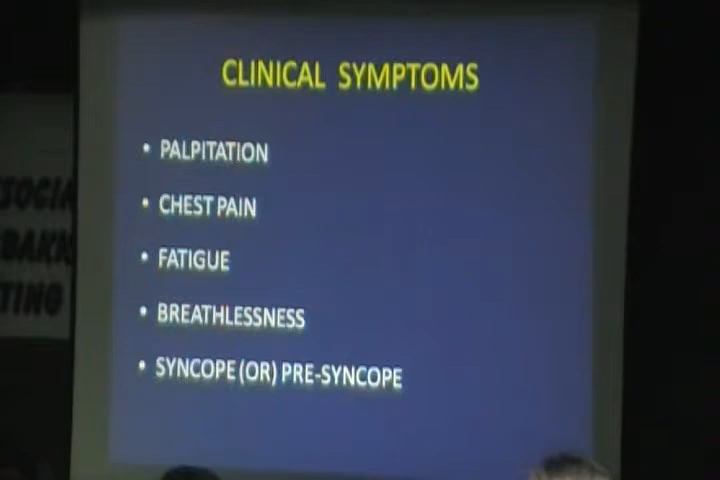 CLINICAL SYMPTOMS
• PALPITATION
• CHEST PAIN
• FATIGUE
• BREATHLESSNESS
• SYNCOPE (OR) PRE-SYNCOPE